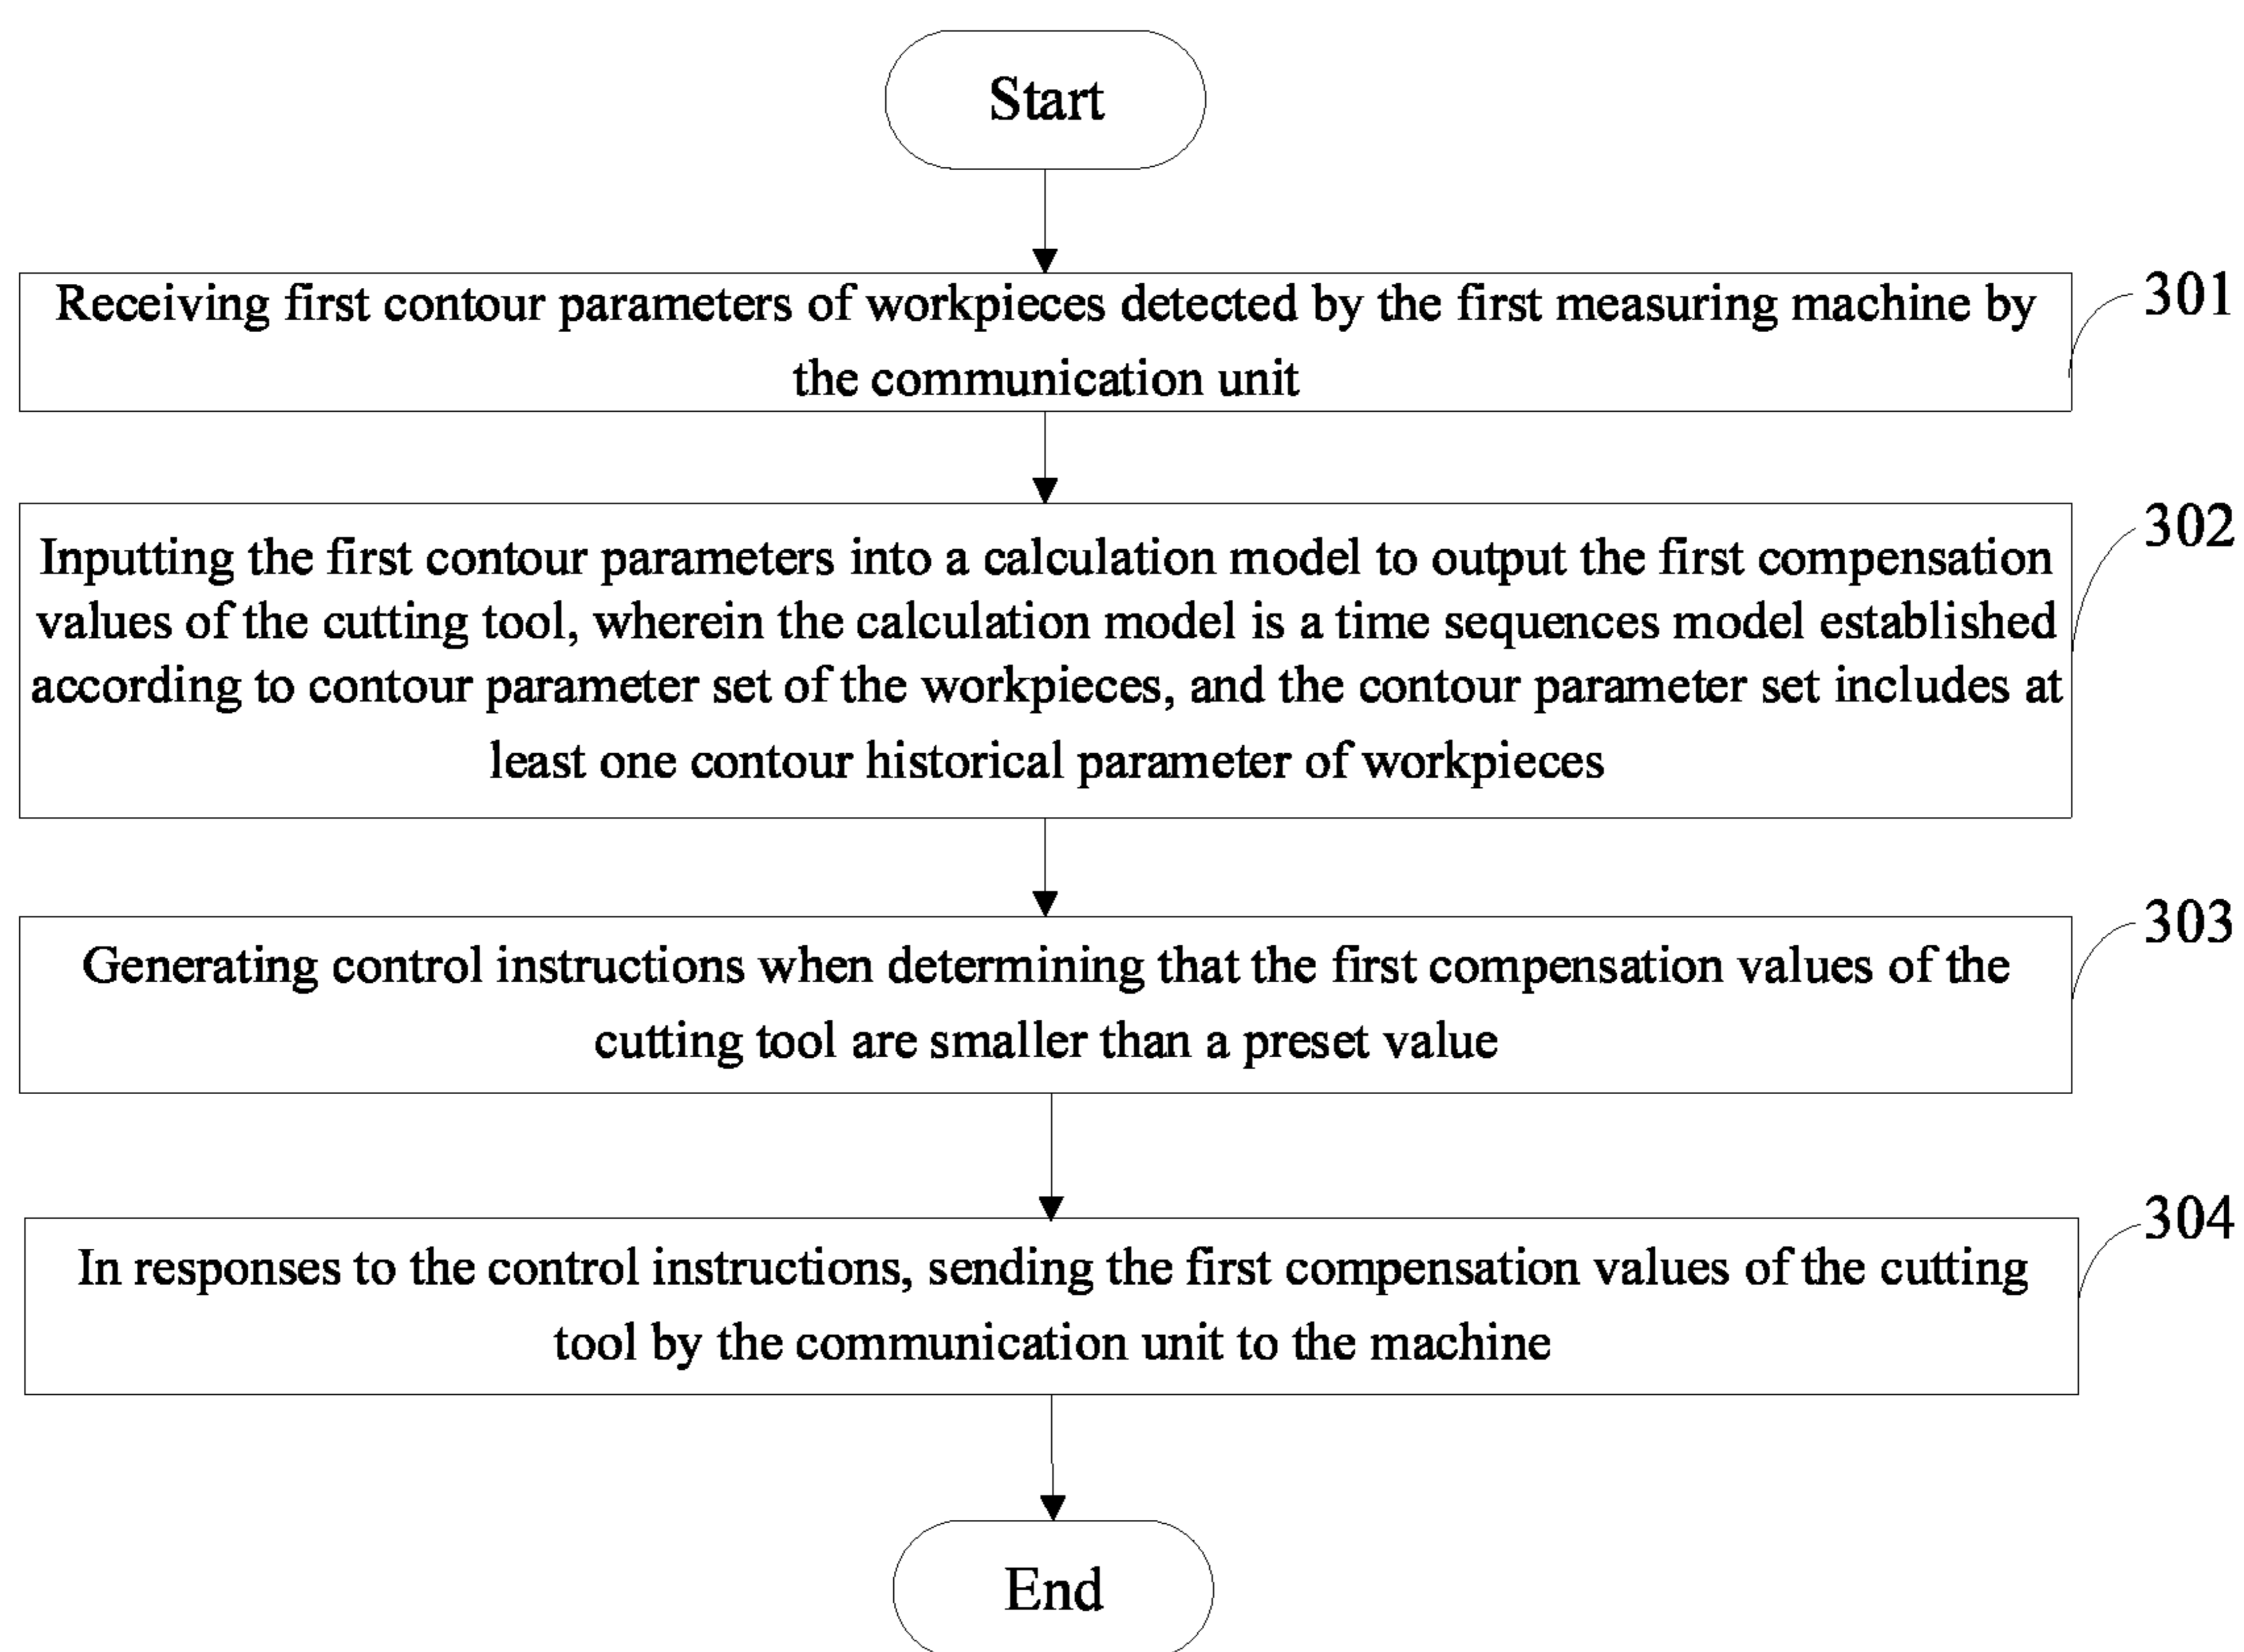 Start
Receiving first contour parameters of workpieces detected by the first measuring machine by
the communication unit
301
Inputting the first contour parameters into a calculation model to output the first compensation
values of the cutting tool, wherein the calculation model is a time sequences model established
according to contour parameter set of the workpieces, and the contour parameter set includes at
least one contour historical parameter of workpieces
302
Generating control instructions when determining that the first compensation values of the
cutting tool are smaller than a preset value
303
In responses to the control instructions, sending the first compensation values of the cutting
tool by the communication unit to the machine
304
End